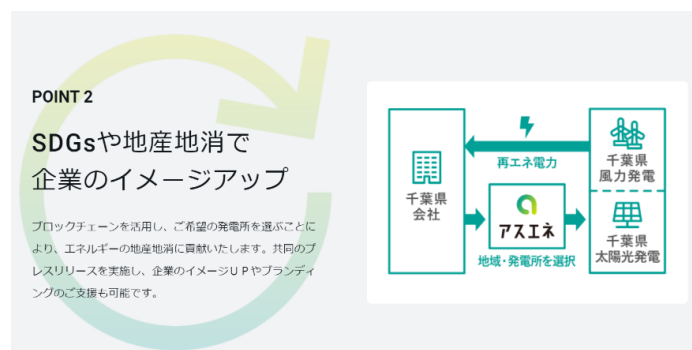 POINT 2
SDGsや地産地消で
企業のイメージアップ
ブロックチェーンを活用し、ご希望の発電所を選ぶことに
より、エネルギーの地産地消に貢献いたします。共同のプ
レスリリースを実施し、企業のイメージＵＰやブランディ
ングのご支援も可能です。
千葉県
会社
再エネ電力
アスエネ
地域・発電所を選択
千葉県
風力発電
千葉県
太陽光発電